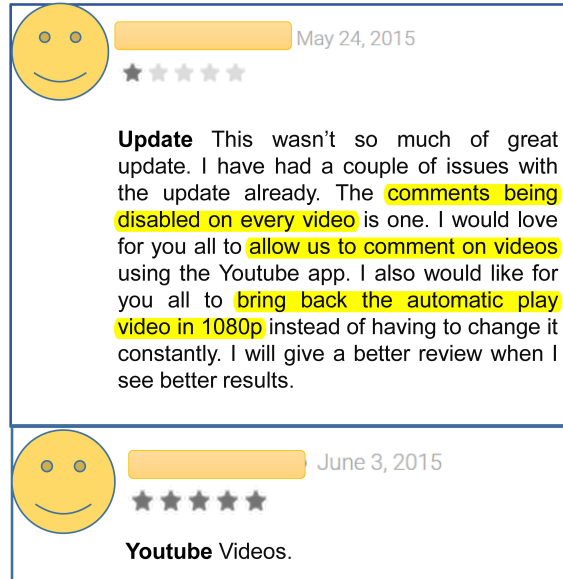 May 24, 2015
Update This wasn't so much of great
update. I have had a couple of issues with
the update already. The comments being
disabled on every video is one. I would love
for you all to allow us to comment on videos
using the Youtube app. I also would like for
you all to bring back the automatic play
video in 1080p instead of having to change it
constantly. I will give a better review when I
see better results.
June 3, 2015
Youtube Videos.